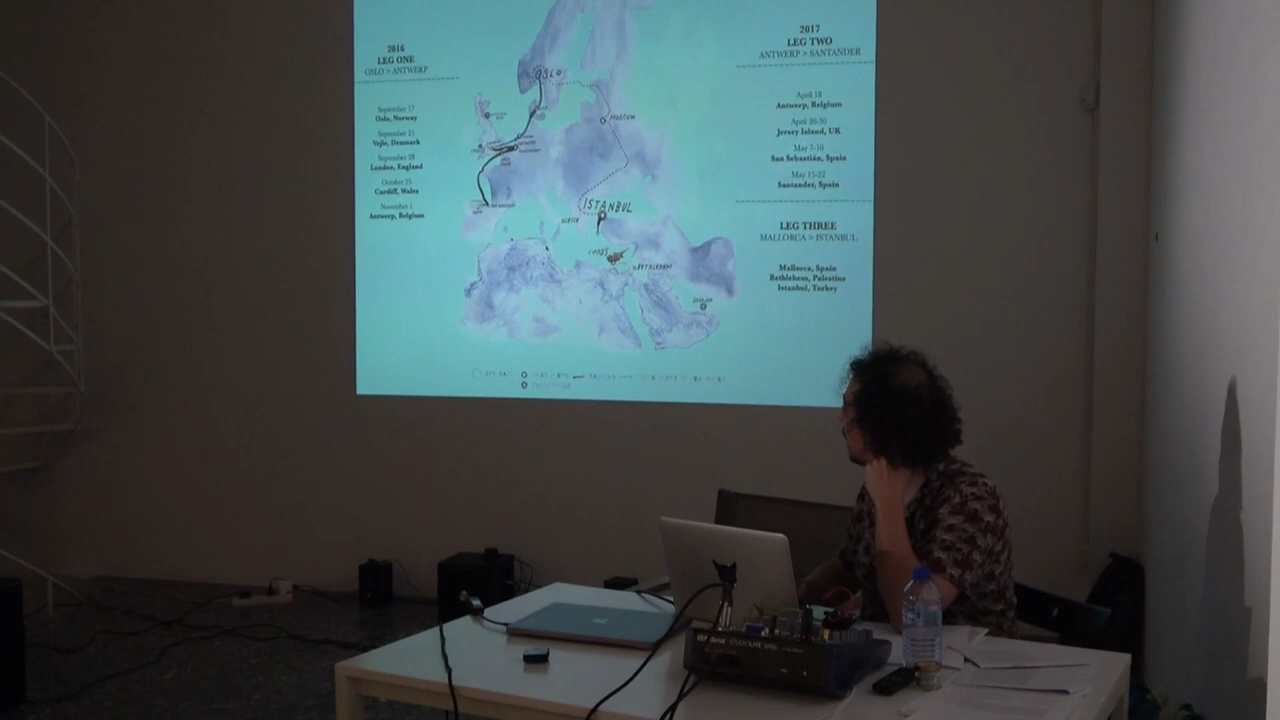 2016
LEG ONE
OSLO > ANTWERP
September 17
Oslo, Norway
September 21
Vejle, Denmark
September 28
London, England
October 25
Cardiff, Wales
November 1
Antwerp, Belgium
OSLO
MOSCOW
ISTANBUL
BETHLEHEM
2017
LEG TWO
ANTWERP > SANTANDER
April 18
Antwerp, Belgium
April 20-30
Jersey Island, UK
May 7-10
San Sebastián, Spain
May 15-22
Santander, Spain
LEG THREE
MALLORCA > ISTANBUL
Mallorca, Spain
Bethlehem, Palestine
Istanbul, Turkey
STUDIOLIVE